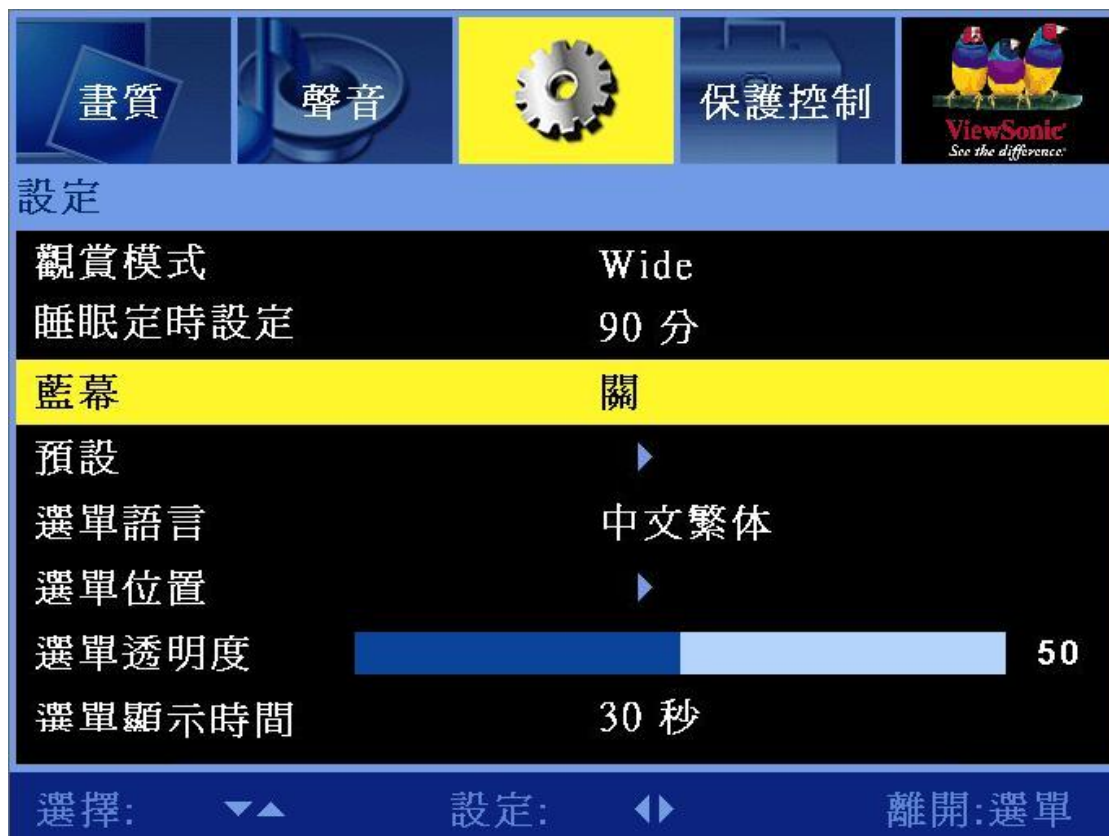 畫質 聲音 保護控制
ViewSonic®
See the difference.™
設定
觀賞模式 Wide
睡眠定時設定 90 分
藍幕 關
預設
選單語言 中文繁体
選單位置
選單透明度 50
選單顯示時間 30 秒
選擇: 設定: 離開:選單